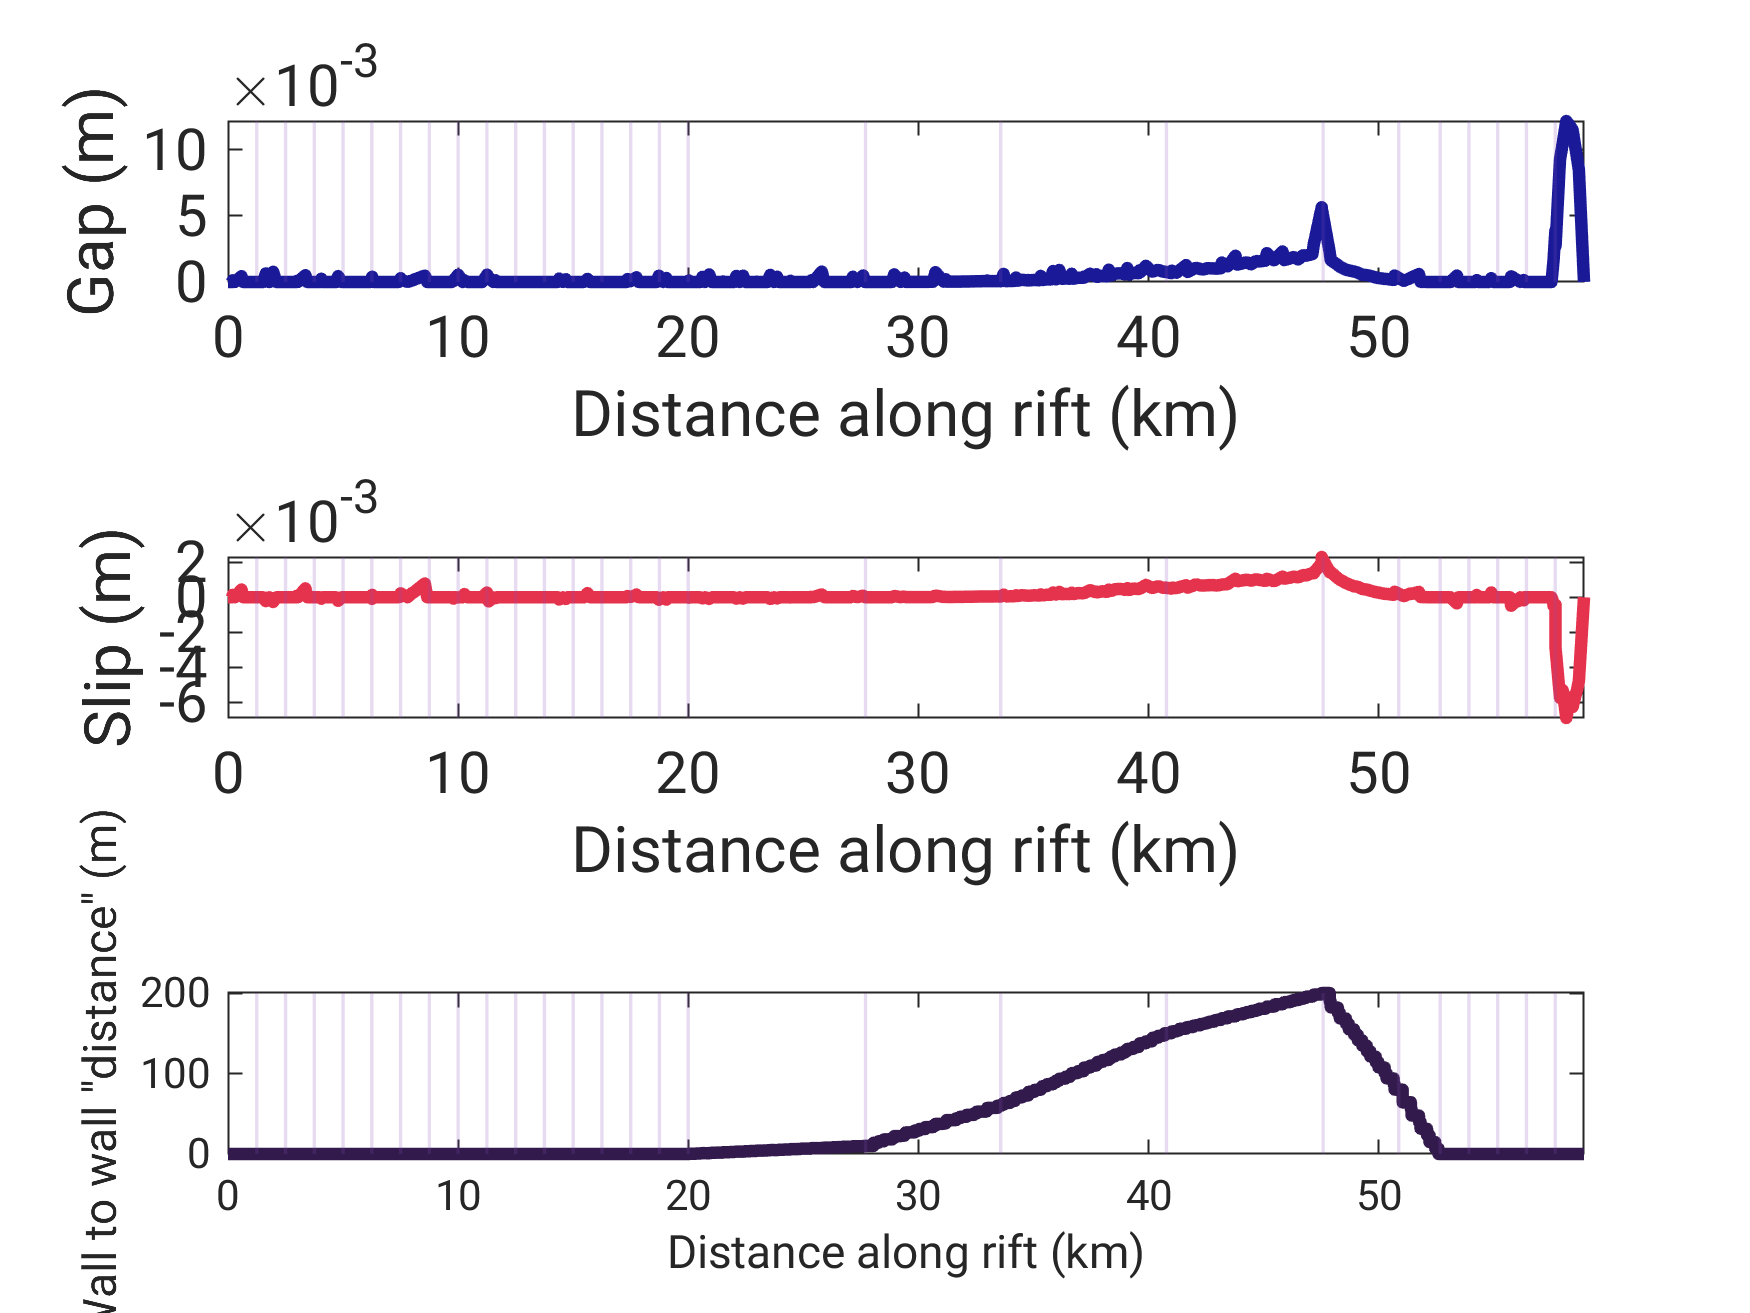 ×10-3
Gap (m)
10
5
0
0 10 20 30 40 50
Distance along rift (km)
×10-3
Slip (m)
2
0
-2
-4
-6
0 10 20 30 40 50
Distance along rift (km)
to wall "distance" (m)
200
100
0
0 10 20 30 40 50
Distance along rift (km)